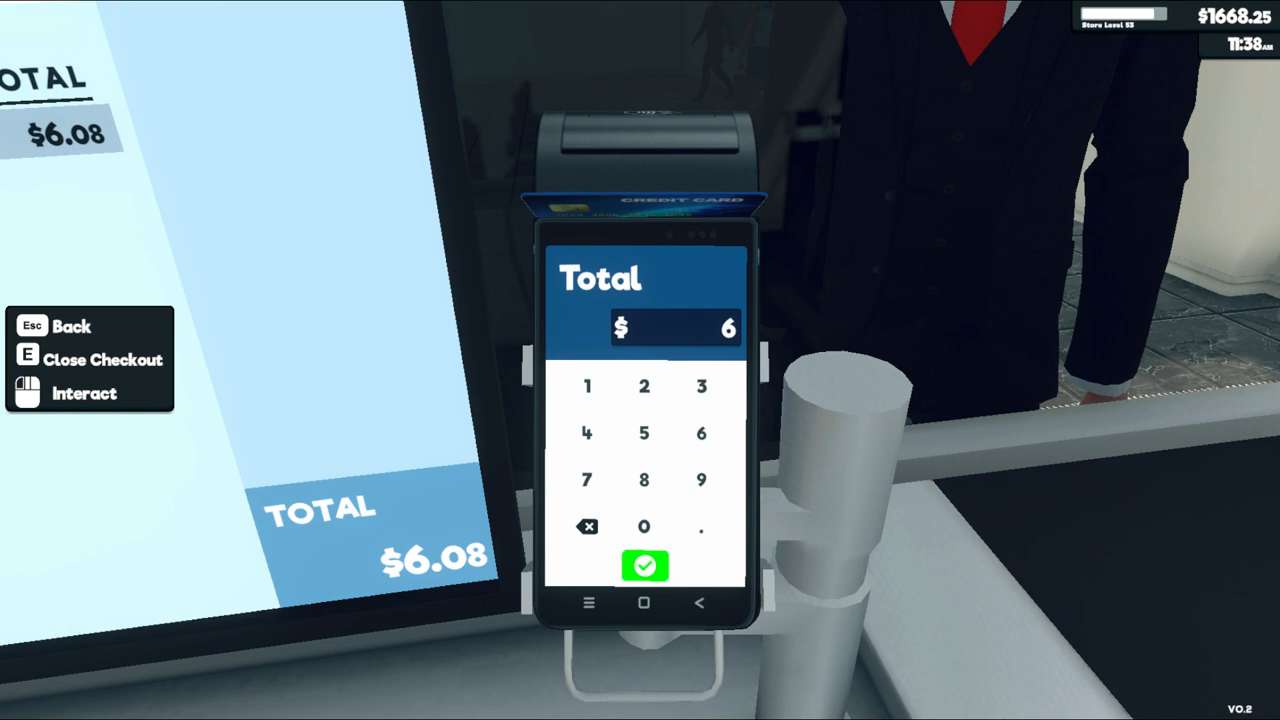 OTAL
$6.08
TOTAL
$6.08
Esc Back
E Close Checkout
Interact
CREDIT CARD
Total
$ 6
1 2 3
4 5 6
7 8 9
0 .
$1668.25
Store Level 53
11:38AM
V0.2